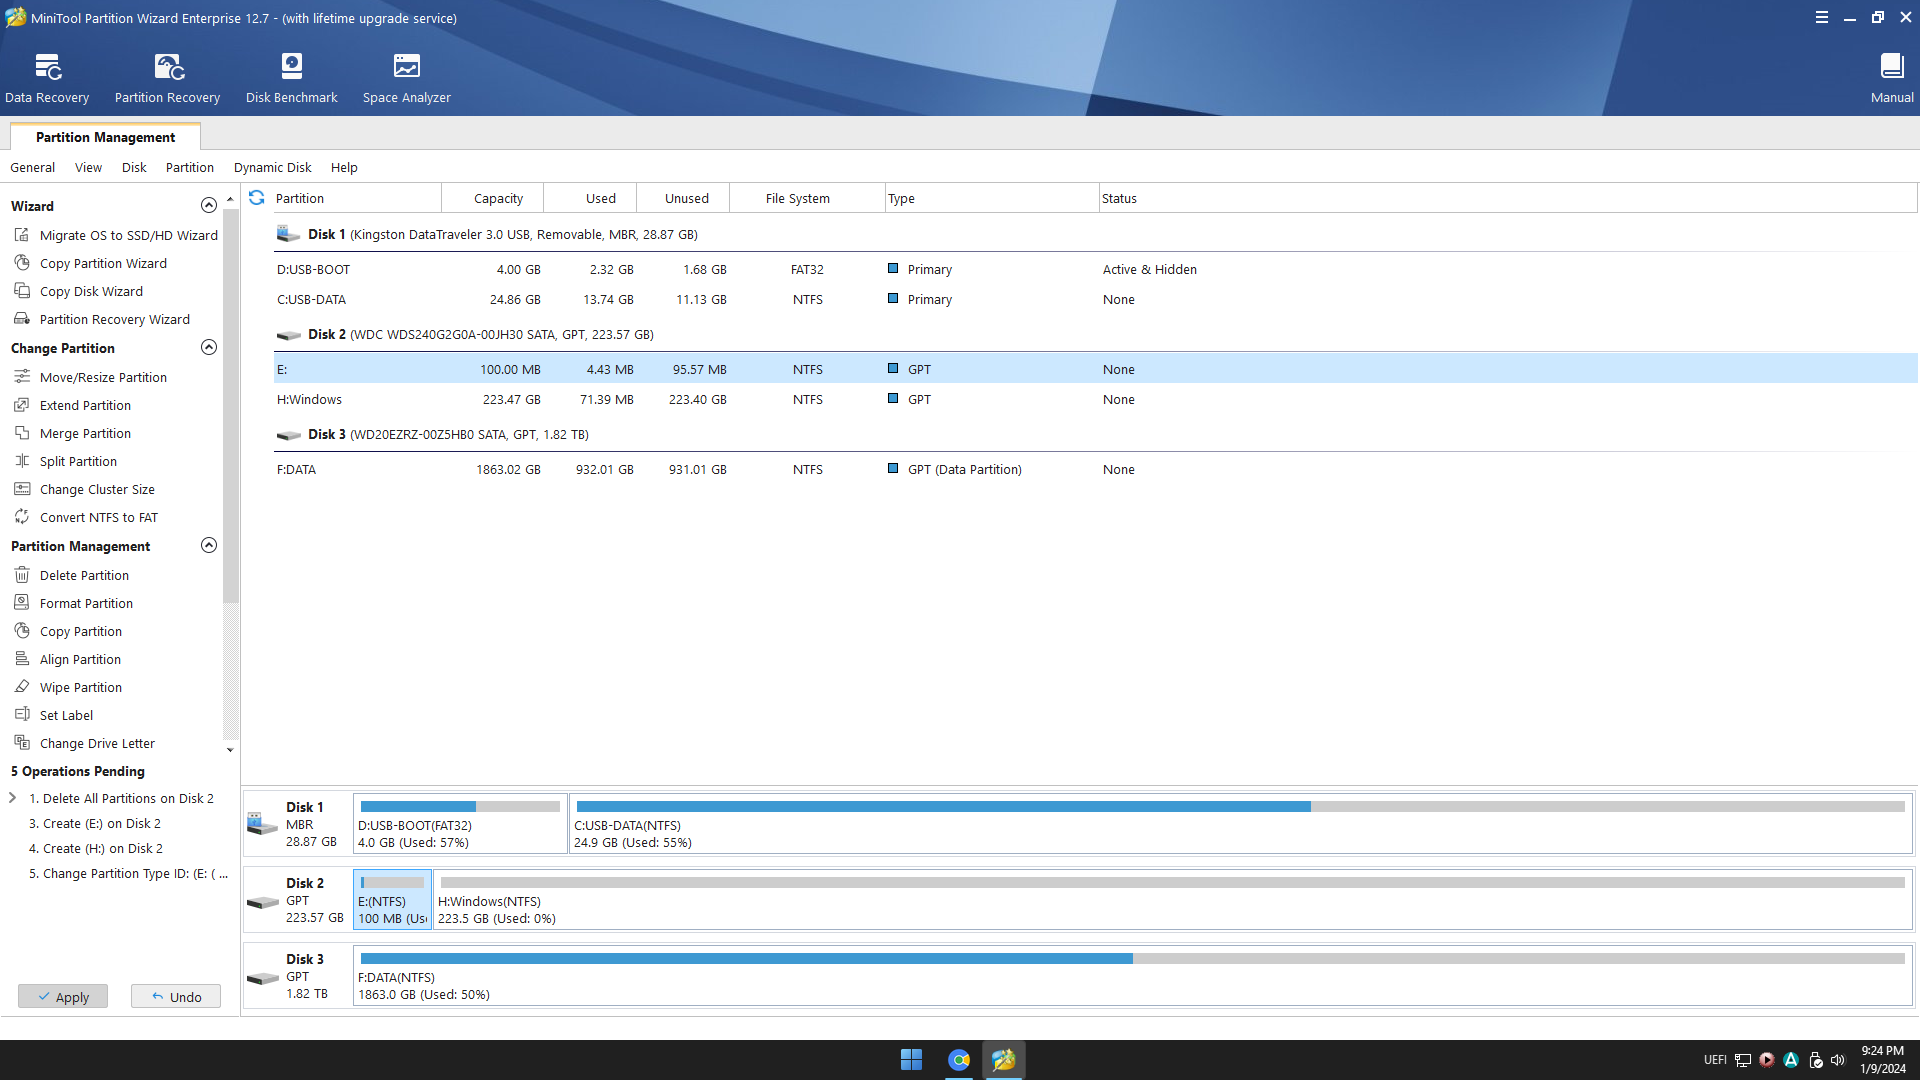 MiniTool Partition Wizard Enterprise 12.7 - (with lifetime upgrade service)
Data Recovery
Partition Recovery
Disk Benchmark
Space Analyzer
Manual
Partition Management
General View Disk Partition Dynamic Disk Help
Wizard
Migrate OS to SSD/HD Wizard
Copy Partition Wizard
Copy Disk Wizard
Partition Recovery Wizard
Change Partition
Move/Resize Partition
Extend Partition
Merge Partition
Split Partition
Change Cluster Size
Convert NTFS to FAT
Partition Management
Delete Partition
Format Partition
Copy Partition
Align Partition
Wipe Partition
Set Label
Change Drive Letter
5 Operations Pending
1. Delete All Partitions on Disk 2
3. Create (E:) on Disk 2
4. Create (H:) on Disk 2
5. Change Partition Type ID: (E: ( ...
Apply
Undo
Partition Capacity Used Unused File System Type Status
Disk 1 (Kingston DataTraveler 3.0 USB, Removable, MBR, 28.87 GB)
D:USB-BOOT 4.00 GB 2.32 GB 1.68 GB FAT32 Primary Active & Hidden
C:USB-DATA 24.86 GB 13.74 GB 11.13 GB NTFS Primary None
Disk 2 (WDC WDS240G2G0A-00JH30 SATA, GPT, 223.57 GB)
E: 100.00 MB 4.43 MB 95.57 MB NTFS GPT None
H:Windows 223.47 GB 71.39 MB 223.40 GB NTFS GPT None
Disk 3 (WD20EZRZ-00Z5HB0 SATA, GPT, 1.82 TB)
F:DATA 1863.02 GB 932.01 GB 931.01 GB NTFS GPT (Data Partition) None
Disk 1
MBR
28.87 GB
D:USB-BOOT(FAT32)
4.0 GB (Used: 57%)
C:USB-DATA(NTFS)
24.9 GB (Used: 55%)
Disk 2
GPT
223.57 GB
E:(NTFS)
100 MB (Use
H:Windows(NTFS)
223.5 GB (Used: 0%)
Disk 3
GPT
1.82 TB
F:DATA(NTFS)
1863.0 GB (Used: 50%)
UEFI
9:24 PM
1/9/2024